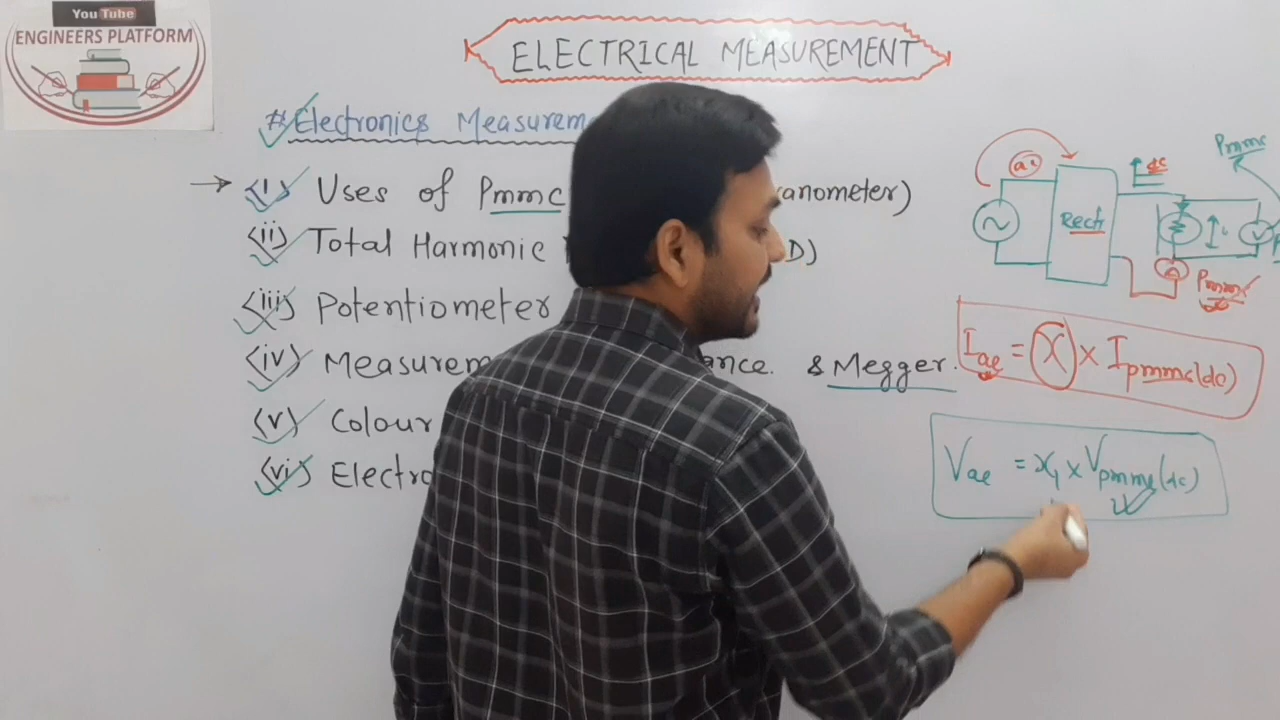 You Tube
ENGINEERS PLATFORM
ELECTRICAL MEASUREMENT
# Electronics Measurem
(i) Uses of Pmmc anometer)
(ii) Total Harmonic D)
(iii) Potentiometer
(iv) Measurem ance. & Megger.
(v) Colour
(vi) Electro
Pmmc
ac
dc
Rect
Pmmc
Iac = X × Ipmmc(dc)
Vac = x1 × Vpmmc(dc)